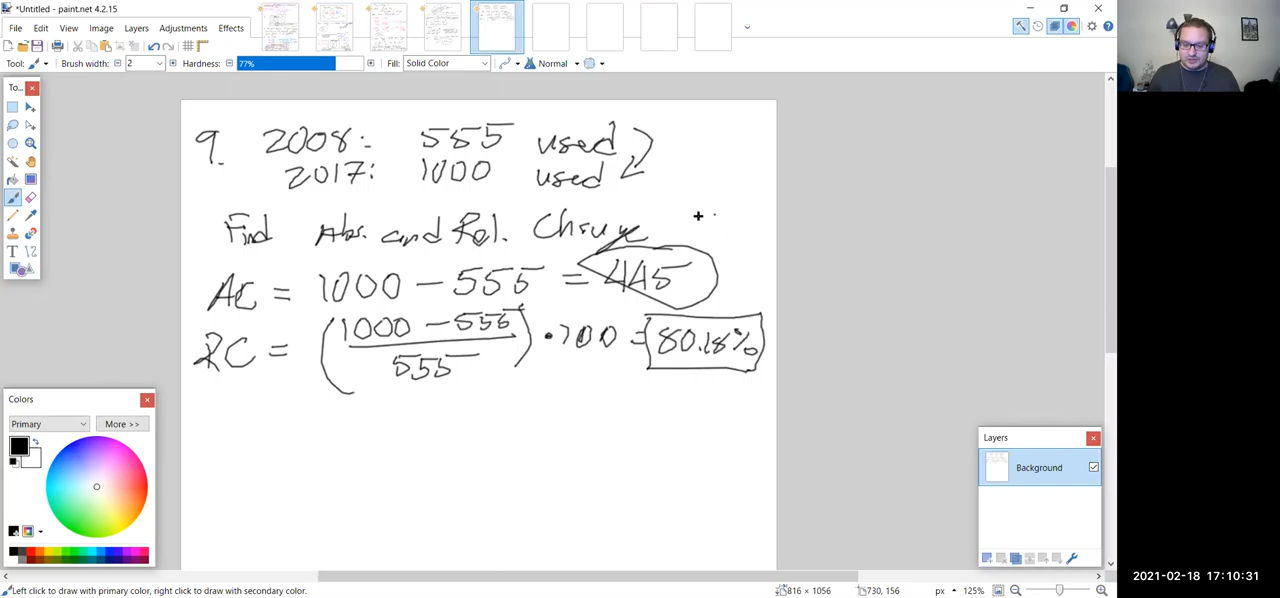 *Untitled - paint.net 4.2.15
File Edit View Image Layers Adjustments Effects
Tool: Brush width: 2 Hardness: 77% Fill: Solid Color Normal
To...
9. 2008: 555 used
2017: 1000 used
Find Abs. and Rel. Change
AC = 1000 - 555 = 445
RC = (1000 - 555 / 555) · 100 = 80.18%
Colors
Primary More >>
Layers
Background
Left click to draw with primary color, right click to draw with secondary color.
816 × 1056 730, 156 px 125%
2021-02-18 17:10:31